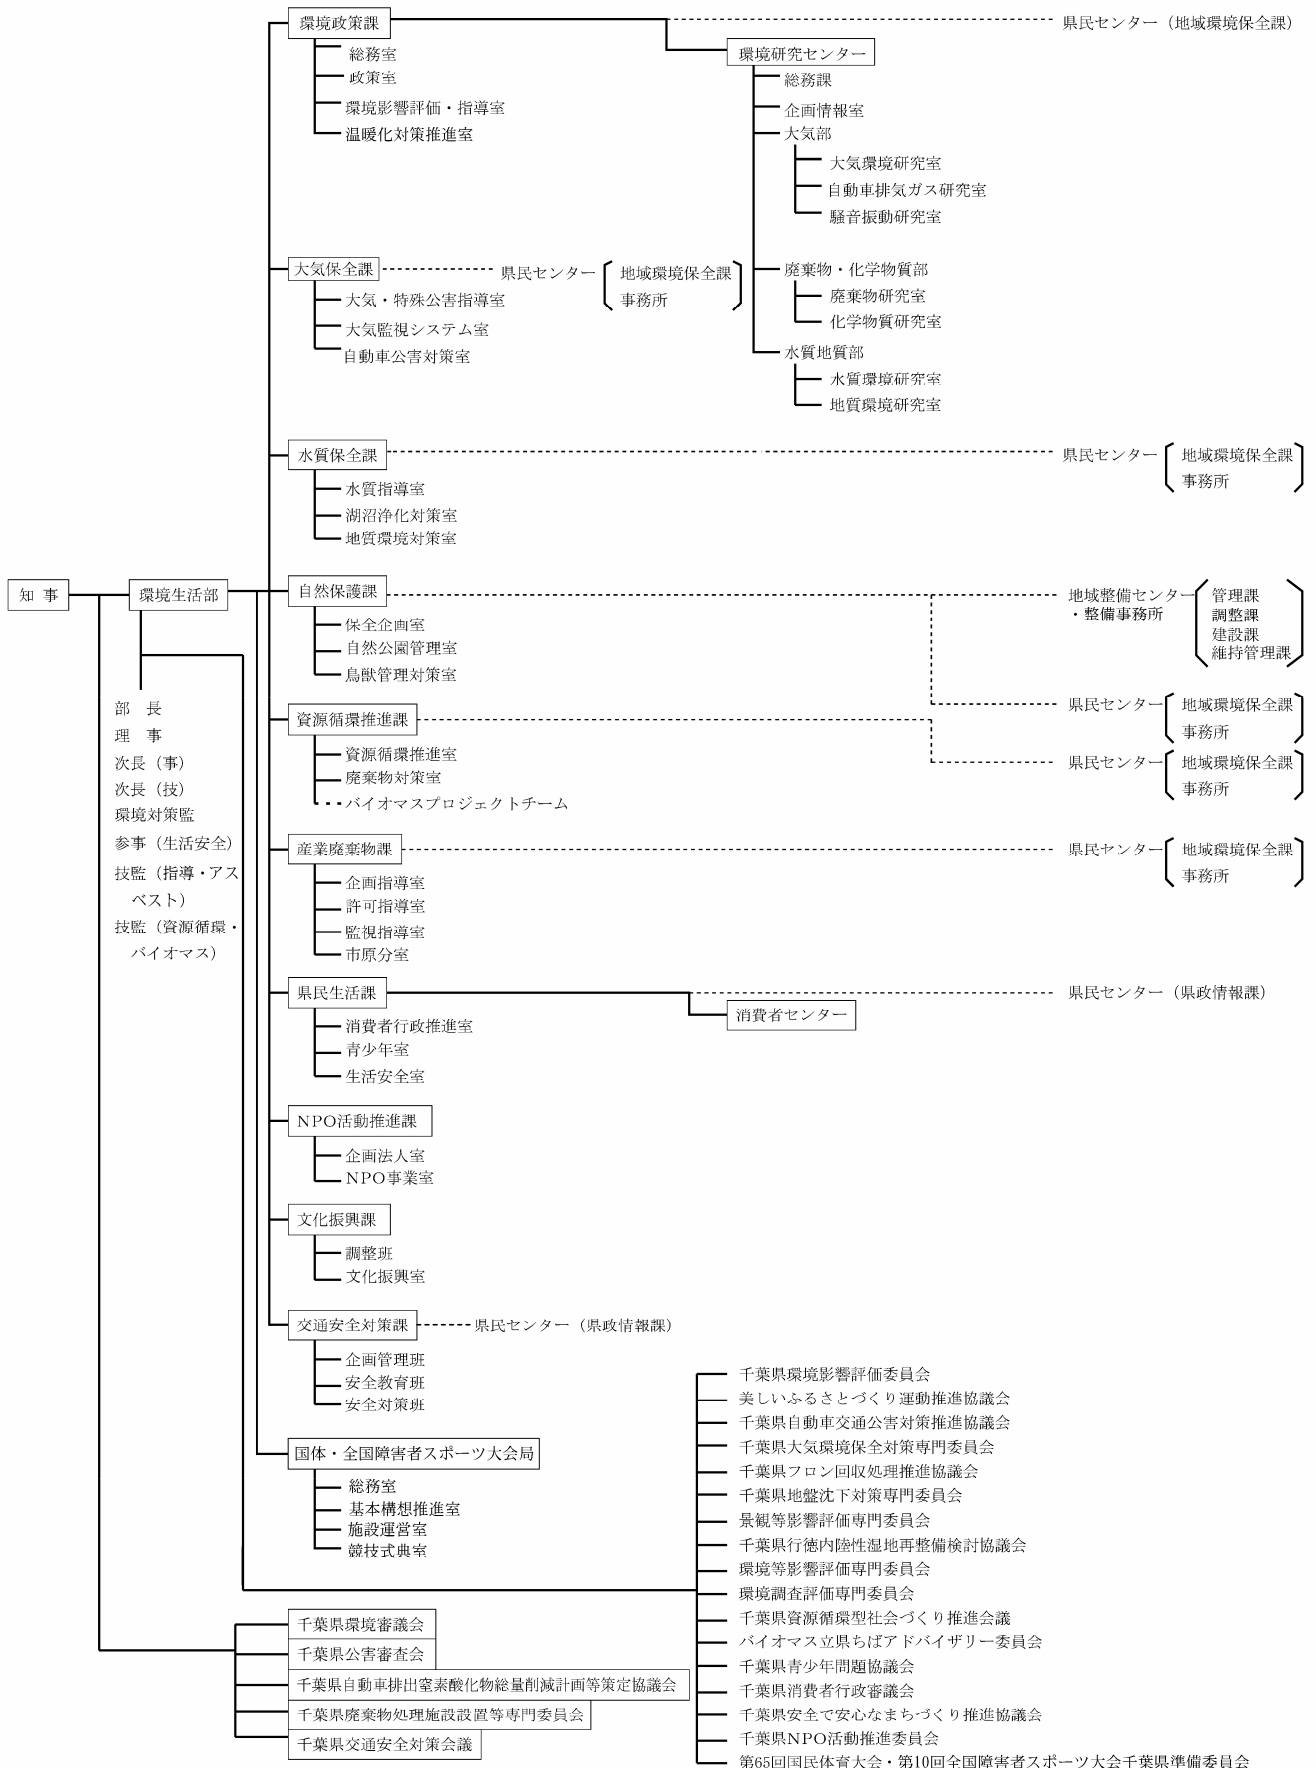 環境政策課
総務室
政策室
環境影響評価・指導室
温暖化対策推進室
県民センター（地域環境保全課）
環境研究センター
総務課
企画情報室
大気部
大気環境研究室
自動車排気ガス研究室
騒音振動研究室
廃棄物・化学物質部
廃棄物研究室
化学物質研究室
水質地質部
水質環境研究室
地質環境研究室
大気保全課
県民センター
地域環境保全課
事務所
大気・特殊公害指導室
大気監視システム室
自動車公害対策室
水質保全課
県民センター
地域環境保全課
事務所
水質指導室
湖沼浄化対策室
地質環境対策室
知 事
環境生活部
部 長
理 事
次長（事）
次長（技）
環境対策監
参事（生活安全）
技監（指導・アス
ベスト）
技監（資源循環・
バイオマス）
自然保護課
地域整備センター
・整備事務所
管理課
調整課
建設課
維持管理課
保全企画室
自然公園管理室
鳥獣管理対策室
県民センター
地域環境保全課
事務所
資源循環推進課
県民センター
地域環境保全課
事務所
資源循環推進室
廃棄物対策室
バイオマスプロジェクトチーム
産業廃棄物課
県民センター
地域環境保全課
事務所
企画指導室
許可指導室
監視指導室
市原分室
県民生活課
県民センター（県政情報課）
消費者センター
消費者行政推進室
青少年室
生活安全室
NPO活動推進課
企画法人室
NPO事業室
文化振興課
調整班
文化振興室
交通安全対策課
県民センター（県政情報課）
企画管理班
安全教育班
安全対策班
国体・全国障害者スポーツ大会局
総務室
基本構想推進室
施設運営室
競技式典室
千葉県環境影響評価委員会
美しいふるさとづくり運動推進協議会
千葉県自動車交通公害対策推進協議会
千葉県大気環境保全対策専門委員会
千葉県フロン回収処理推進協議会
千葉県地盤沈下対策専門委員会
景観等影響評価専門委員会
千葉県行徳内陸性湿地再整備検討協議会
環境等影響評価専門委員会
環境調査評価専門委員会
千葉県資源循環型社会づくり推進会議
バイオマス立県ちばアドバイザリー委員会
千葉県青少年問題協議会
千葉県消費者行政審議会
千葉県安全で安心なまちづくり推進協議会
千葉県NPO活動推進委員会
第65回国民体育大会・第10回全国障害者スポーツ大会千葉県準備委員会
千葉県環境審議会
千葉県公害審査会
千葉県自動車排出窒素酸化物総量削減計画等策定協議会
千葉県廃棄物処理施設設置等専門委員会
千葉県交通安全対策会議